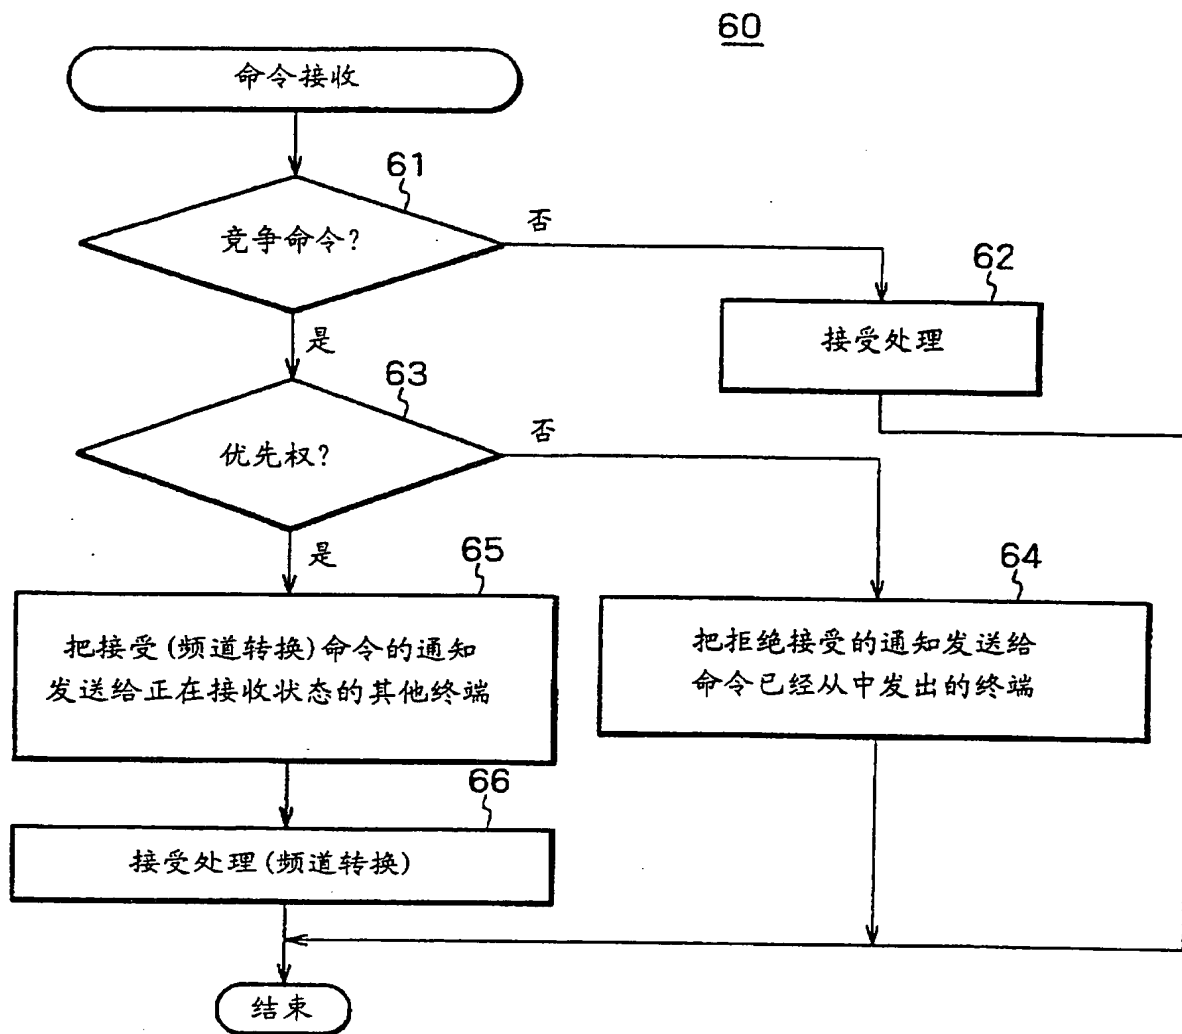 60
命令接收
61
竞争命令?
否
62
接受处理
是
63
优先权?
否
是
65
把接受(频道转换)命令的通知
发送给正在接收状态的其他终端
64
把拒绝接受的通知发送给
命令已经从中发出的终端
66
接受处理(频道转换)
结束